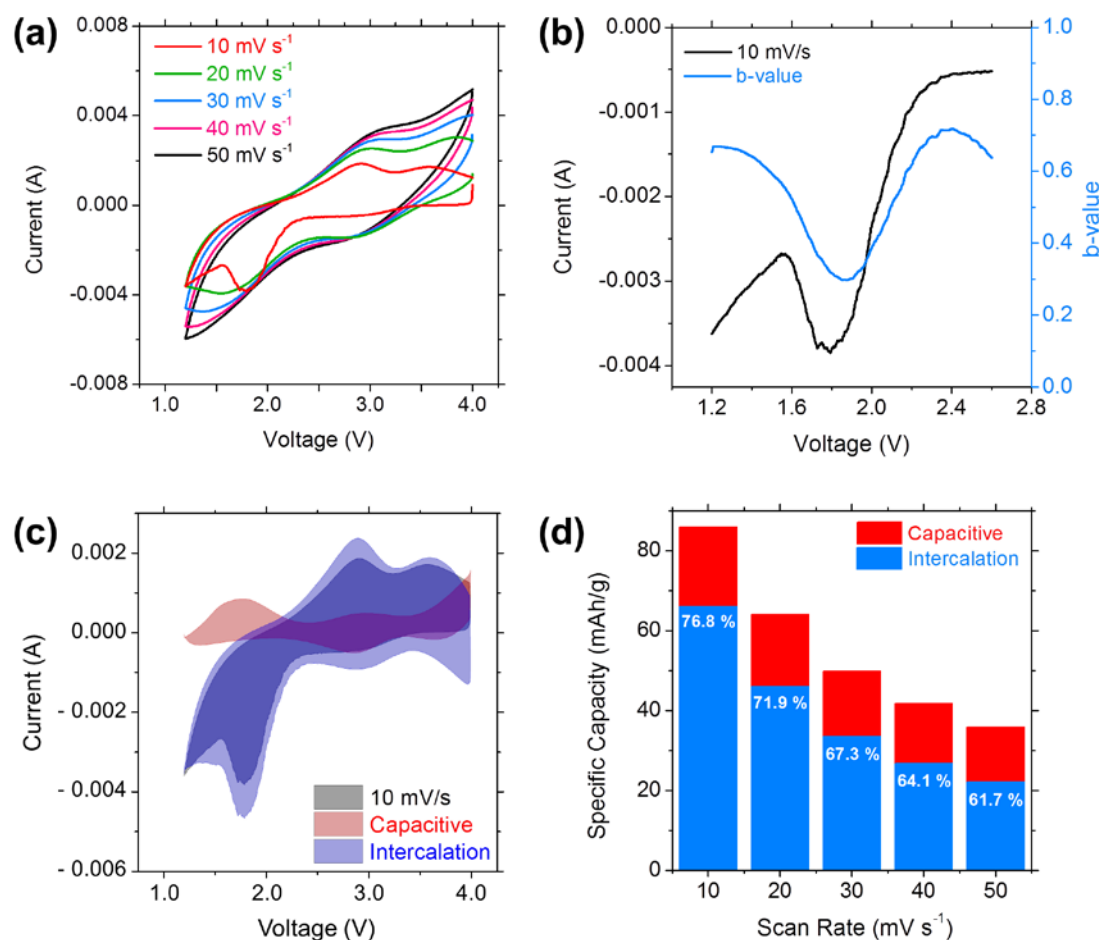 (a)
10 mV s⁻¹
20 mV s⁻¹
30 mV s⁻¹
40 mV s⁻¹
50 mV s⁻¹
0.008
0.004
0.000
-0.004
-0.008
Current (A)
1.0 2.0 3.0 4.0
Voltage (V)
(b)
10 mV/s
b-value
0.000
-0.001
-0.002
-0.003
-0.004
Current (A)
1.0
0.8
0.6
0.4
0.2
0.0
b-value
1.2 1.6 2.0 2.4 2.8
Voltage (V)
(c)
0.002
0.000
- 0.002
- 0.004
- 0.006
Current (A)
10 mV/s
Capacitive
Intercalation
1.0 2.0 3.0 4.0
Voltage (V)
(d)
Capacitive
Intercalation
80
60
40
20
0
Specific Capacity (mAh/g)
76.8 %
71.9 %
67.3 %
64.1 %
61.7 %
10 20 30 40 50
Scan Rate (mV s⁻¹)